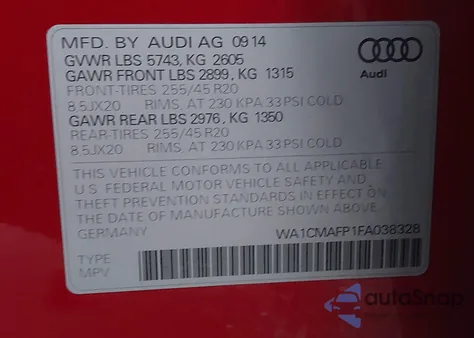 MFD. BY AUDI AG 0914
GVWR LBS 5743, KG 2605
GAWR FRONT LBS 2899, KG 1315
FRONT-TIRES 255/45 R20
8.5JX20 RIMS, AT 230 KPA 33 PSI COLD
GAWR REAR LBS 2976, KG 1350
REAR-TIRES 255/45 R20
8.5JX20 RIMS, AT 230 KPA 33 PSI COLD
Audi
THIS VEHICLE CONFORMS TO ALL APPLICABLE
U.S. FEDERAL MOTOR VEHICLE SAFETY AND
THEFT PREVENTION STANDARDS IN EFFECT ON
THE DATE OF MANUFACTURE SHOWN ABOVE.
GERMANY
WA1CMAFP1FA038328
TYPE
MPV
autoSnap